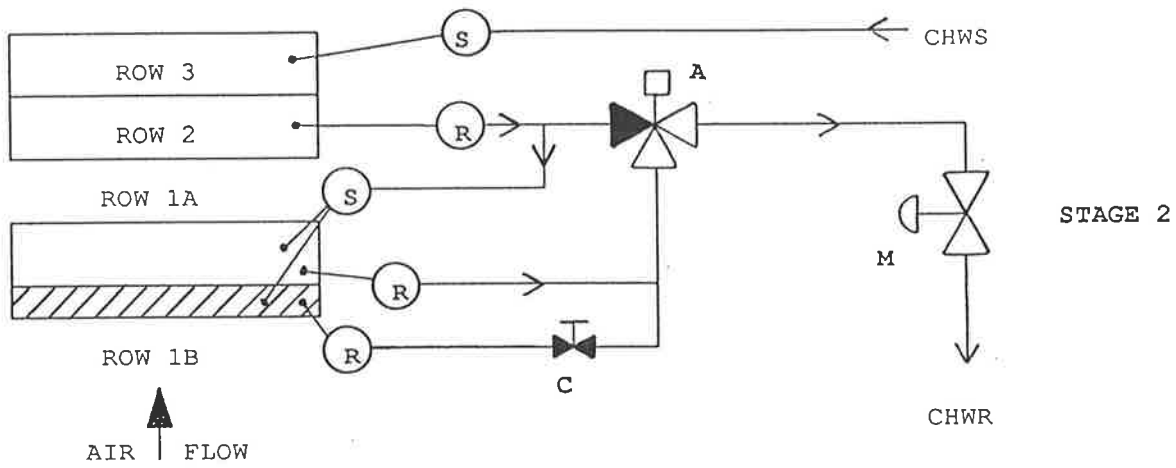 S
CHWS
ROW 3
A
ROW 2
R
ROW 1A
S
STAGE 2
M
R
R
ROW 1B
C
CHWR
AIR FLOW